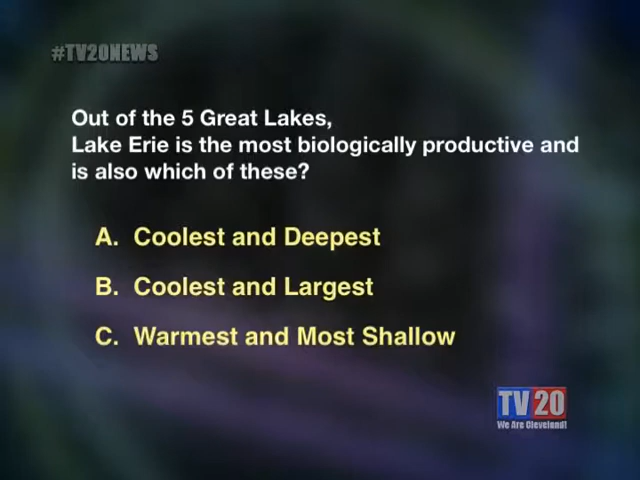 #TV20NEWS
Out of the 5 Great Lakes,
Lake Erie is the most biologically productive and
is also which of these?
A. Coolest and Deepest
B. Coolest and Largest
C. Warmest and Most Shallow
TV20
We Are Cleveland!